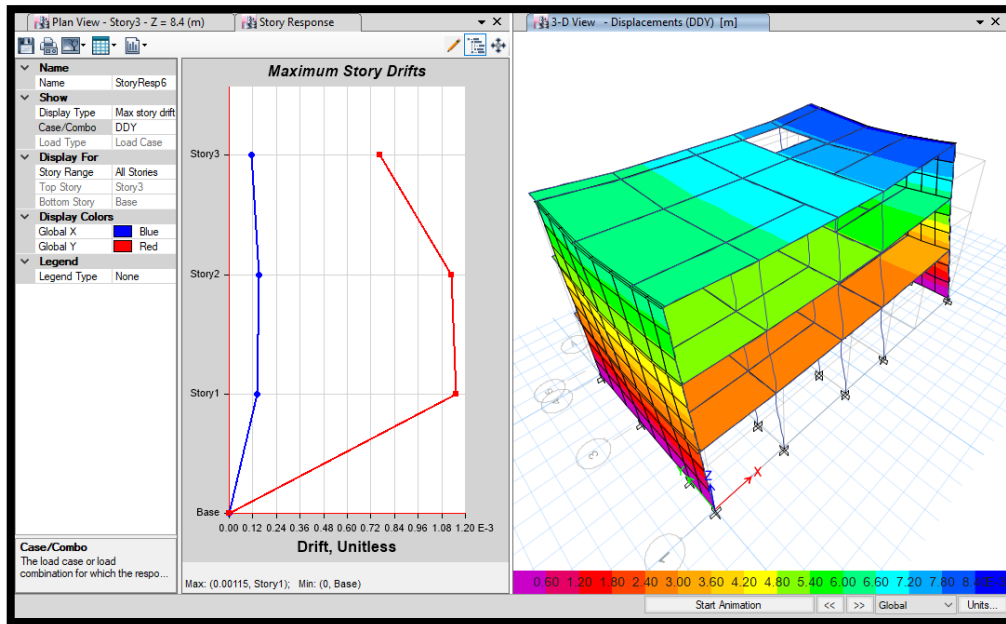 Plan View - Story3 - Z = 8.4 (m)
Story Response
3-D View - Displacements (DDY) [m]
Name
Name StoryResp6
Show
Display Type Max story drift
Case/Combo DDY
Load Type Load Case
Display For
Story Range All Stories
Top Story Story3
Bottom Story Base
Display Colors
Global X Blue
Global Y Red
Legend
Legend Type None
Case/Combo
The load case or load
combination for which the respo...
Maximum Story Drifts
Story3
Story2
Story1
Base
0.00 0.12 0.24 0.36 0.48 0.60 0.72 0.84 0.96 1.08 1.20 E-3
Drift, Unitless
Max: (0.00115, Story1); Min: (0, Base)
X
Z
0.60 1.20 1.80 2.40 3.00 3.60 4.20 4.80 5.40 6.00 6.60 7.20 7.80
Start Animation << >> Global Units...